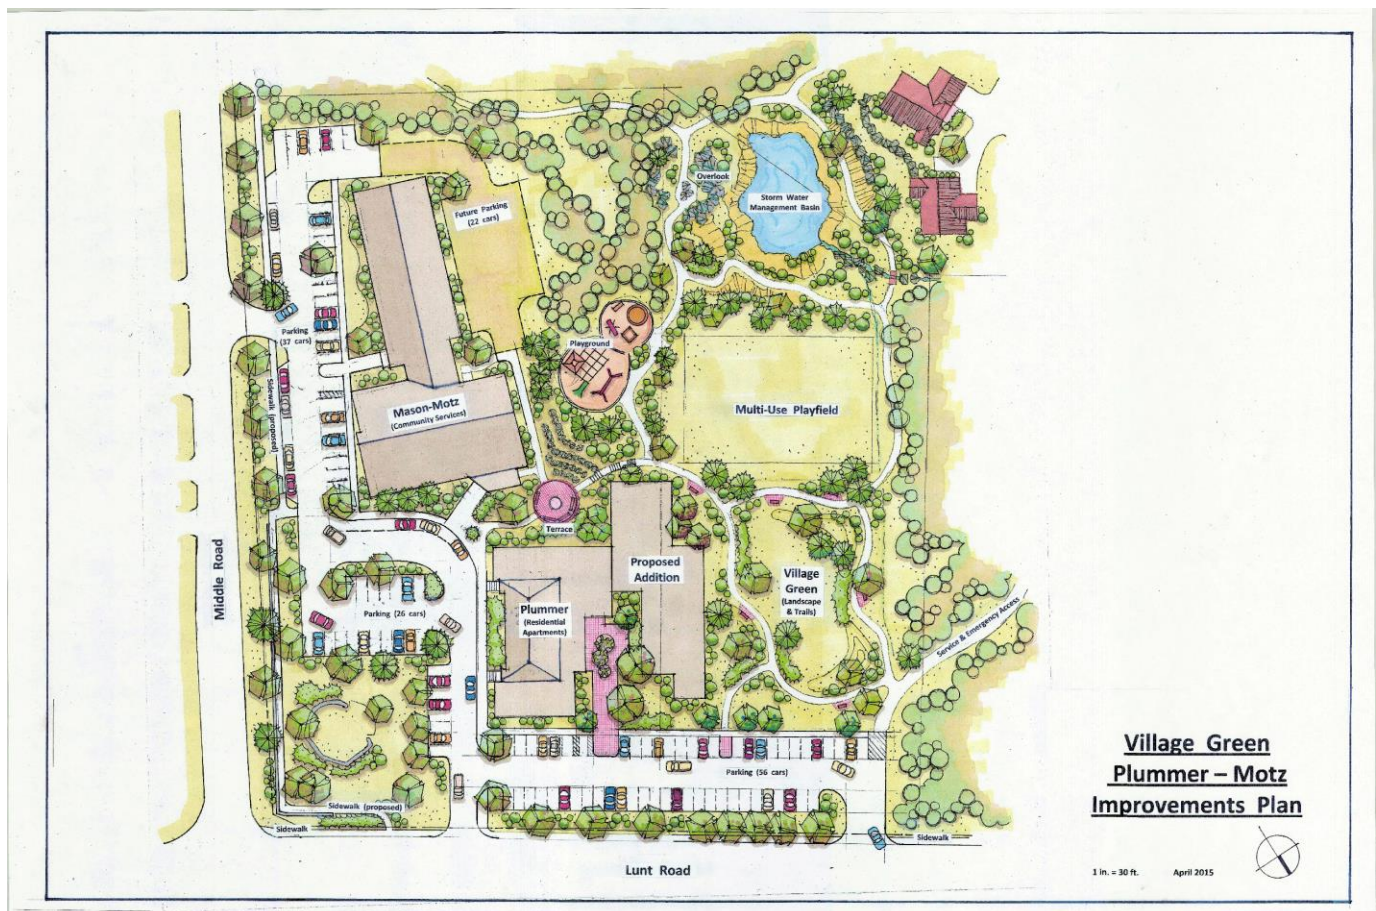 Overlook
Storm Water
Management Basin
Future Parking
(22 cars)
Parking
(37 cars)
Playground
Sidewalk (proposed)
Mason-Motz
(Community Services)
Multi-Use Playfield
Terrace
Middle Road
Proposed
Addition
Village
Green
(Landscape
& Trails)
Plummer
(Residential
Apartments)
Parking (26 cars)
Service & Emergency Access
Parking (56 cars)
Sidewalk (proposed)
Sidewalk
Sidewalk
Lunt Road
Village Green
Plummer – Motz
Improvements Plan
1 in. = 30 ft.
April 2015